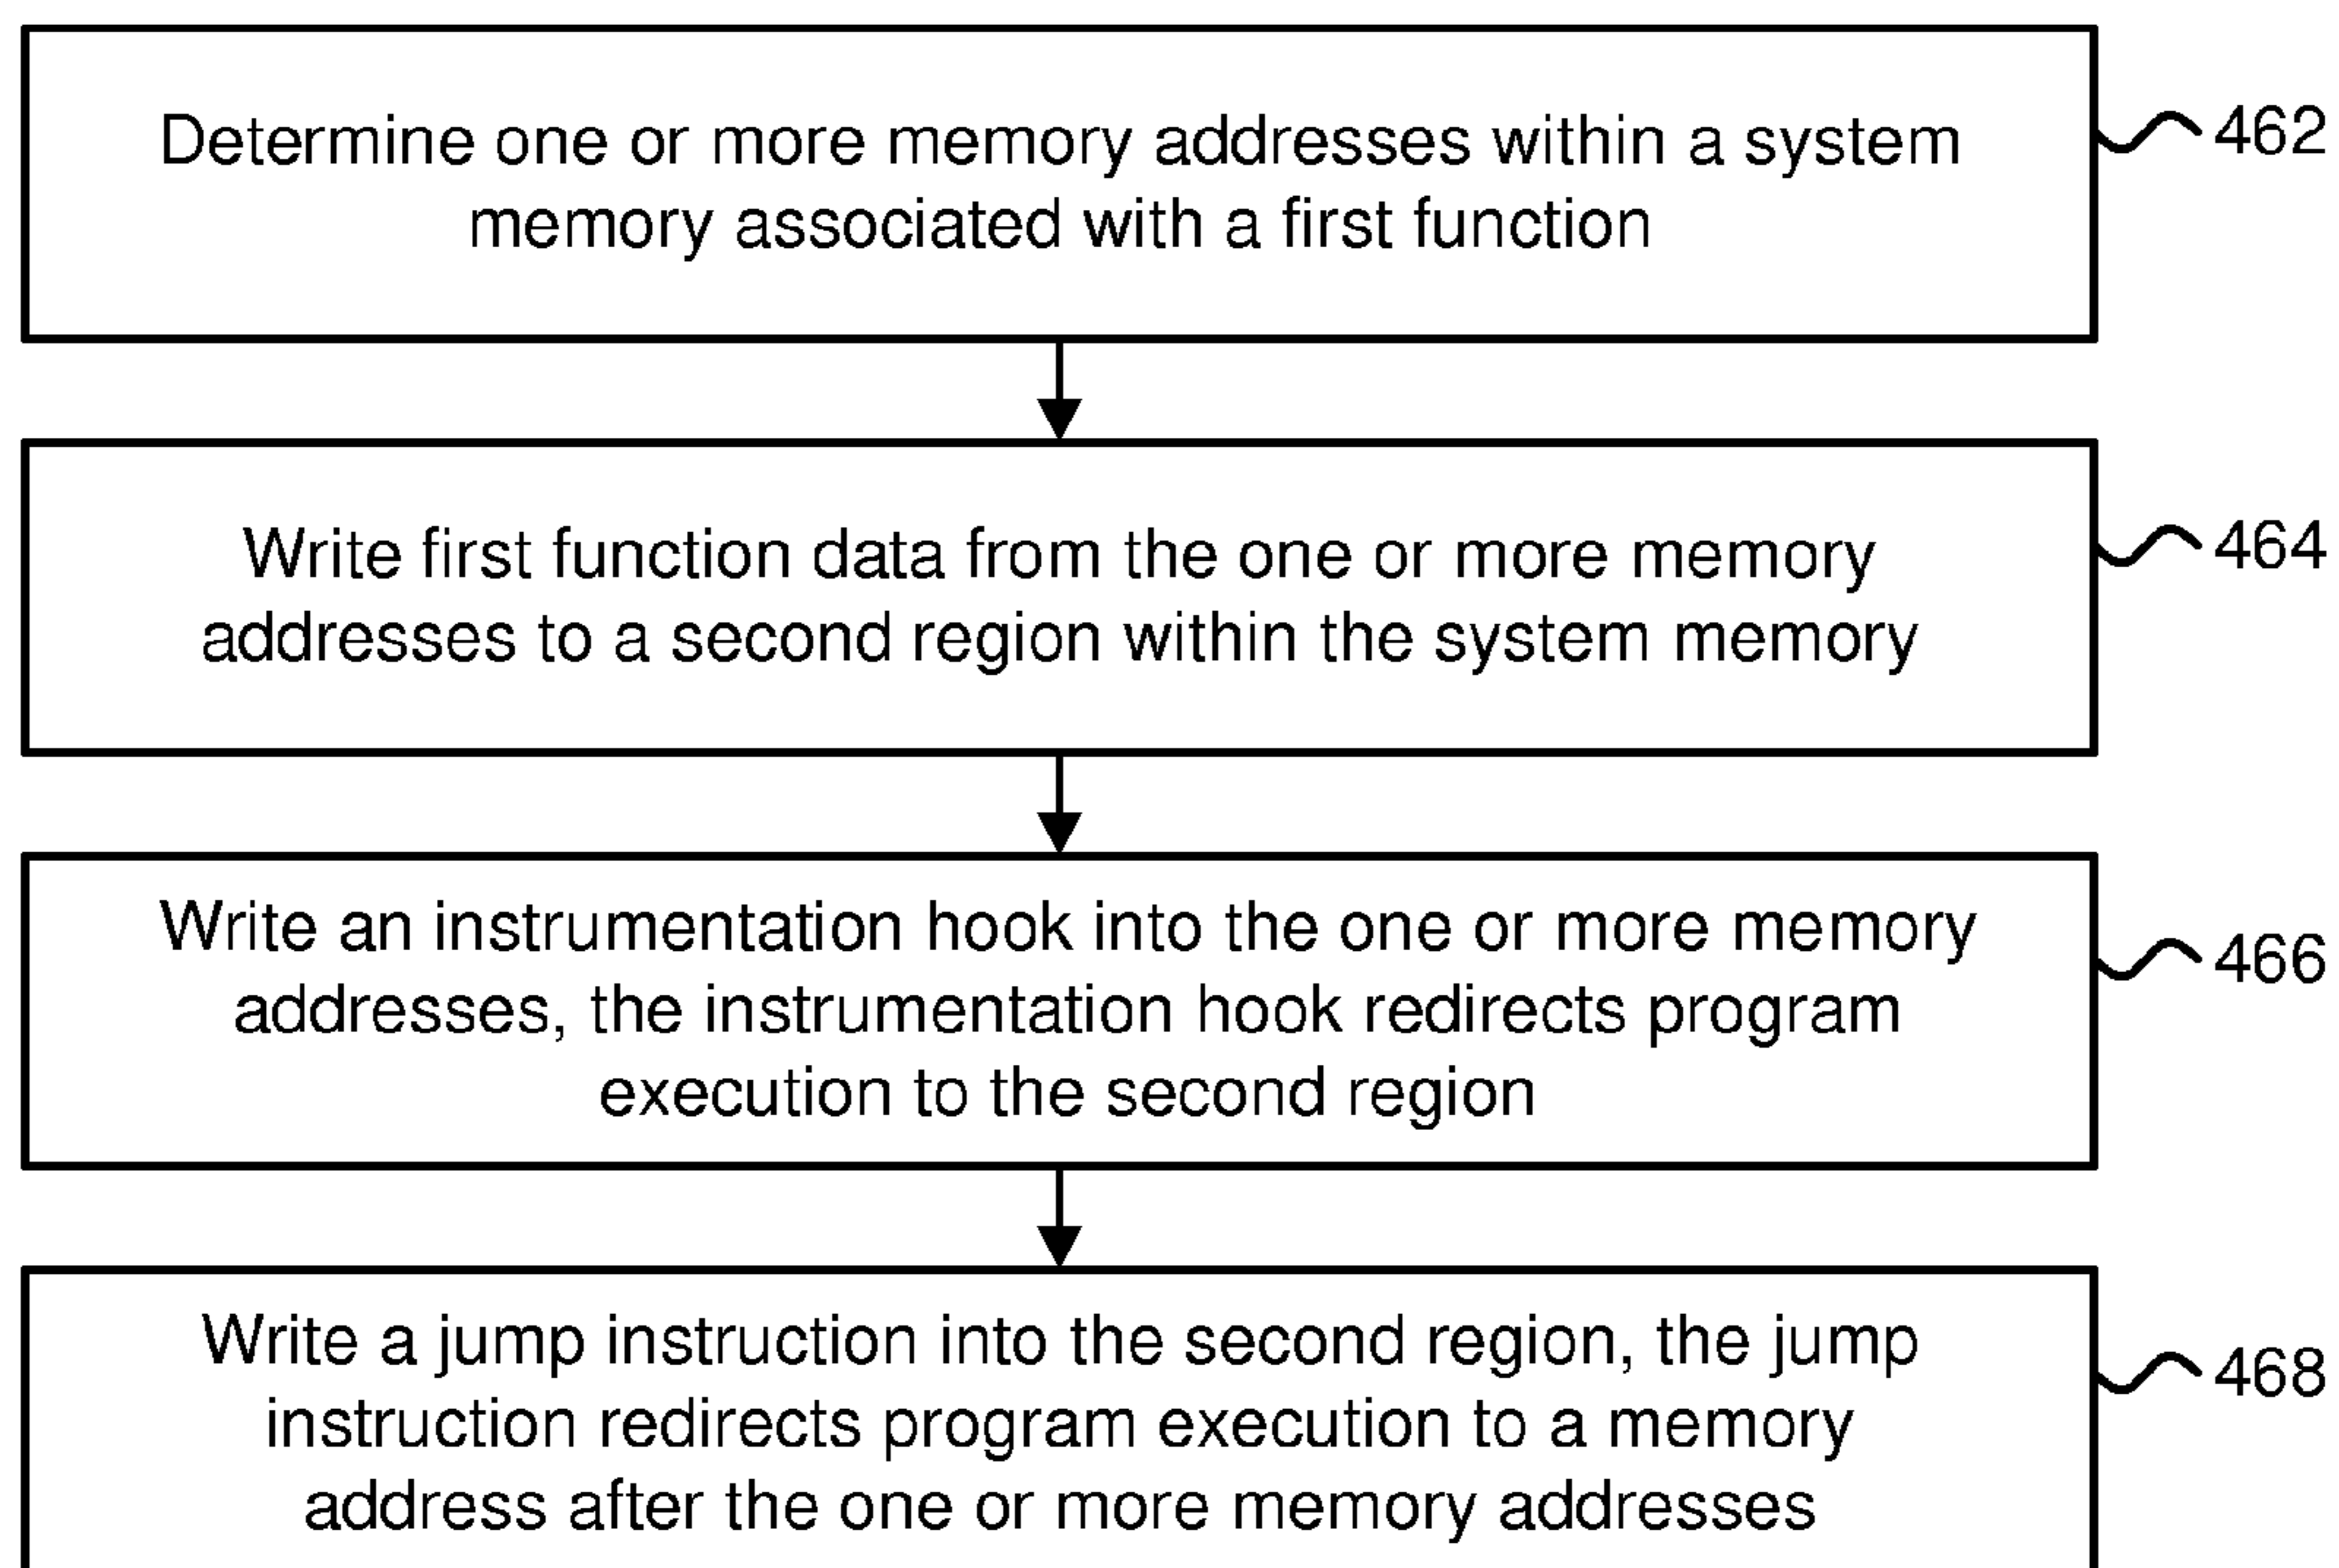 Determine one or more memory addresses within a system
memory associated with a first function
462
Write first function data from the one or more memory
addresses to a second region within the system memory
464
Write an instrumentation hook into the one or more memory
addresses, the instrumentation hook redirects program
execution to the second region
466
Write a jump instruction into the second region, the jump
instruction redirects program execution to a memory
address after the one or more memory addresses
468